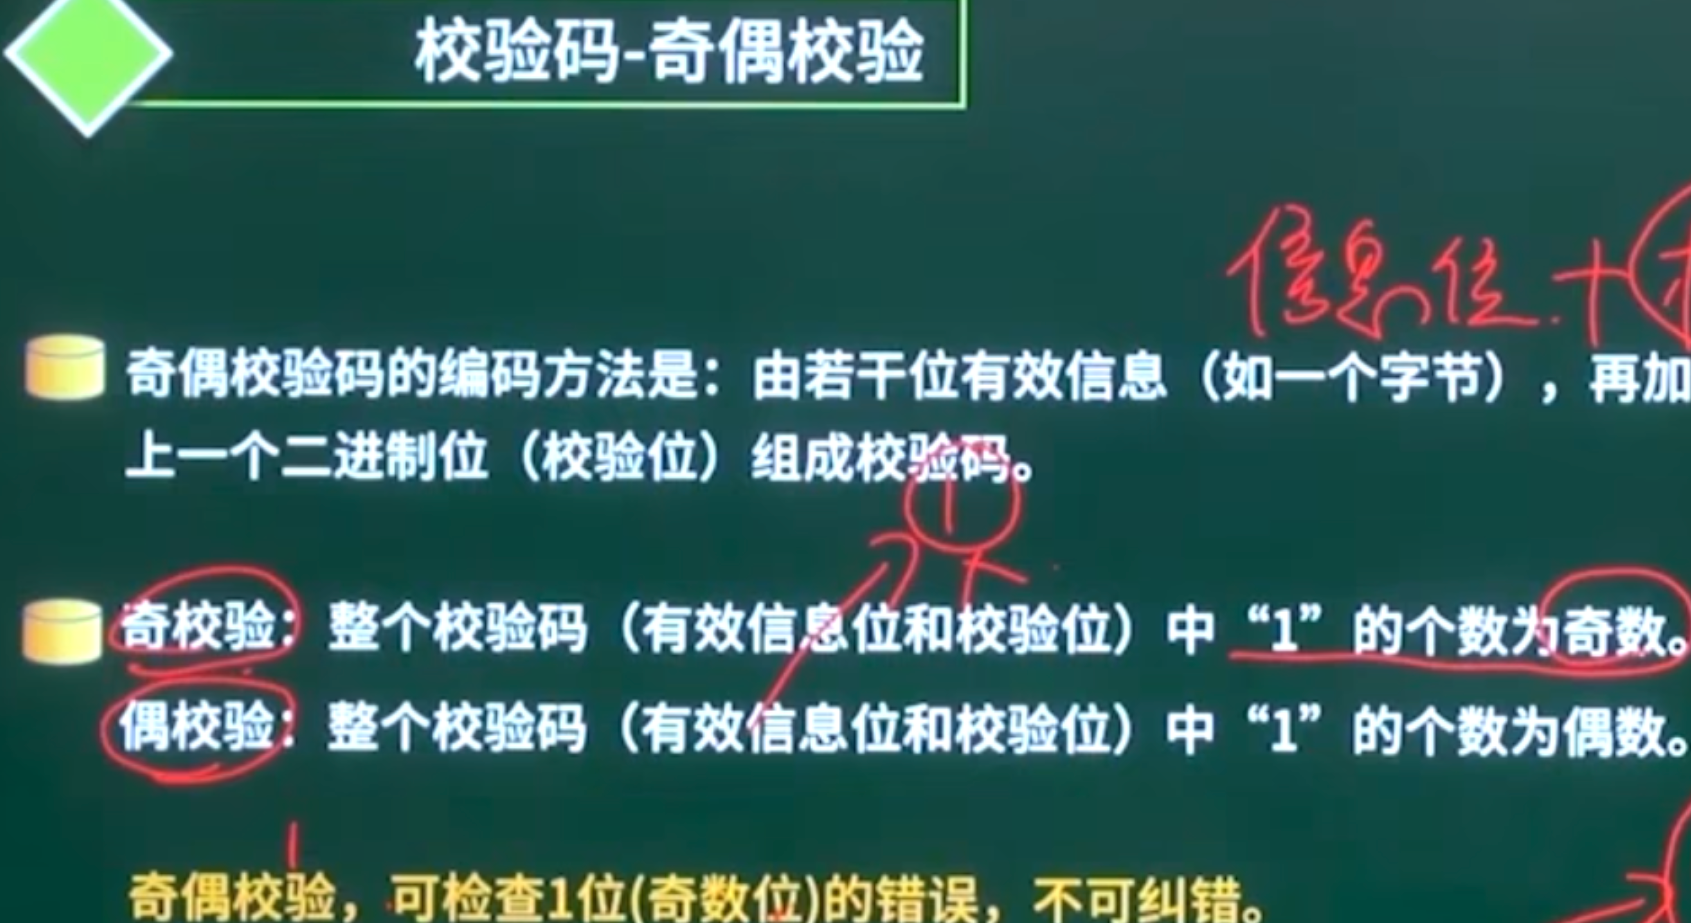 校验码-奇偶校验
信息位+
奇偶校验码的编码方法是：由若干位有效信息（如一个字节），再加
上一个二进制位（校验位）组成校验码。
1
奇校验：整个校验码（有效信息位和校验位）中“1”的个数为奇数。
偶校验：整个校验码（有效信息位和校验位）中“1”的个数为偶数。
奇偶校验，可检查1位(奇数位)的错误，不可纠错。